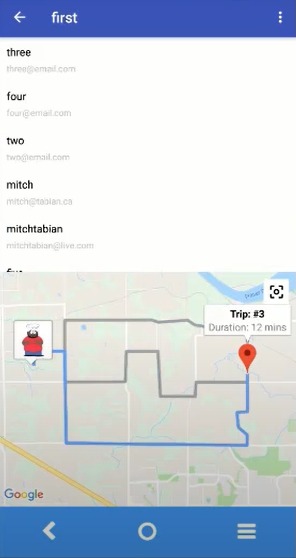 first
three
three@email.com
four
four@email.com
two
two@email.com
mitch
mitch@tabian.ca
mitchtabian
mitchtabian@live.com
Trip: #3
Duration: 12 mins
Google